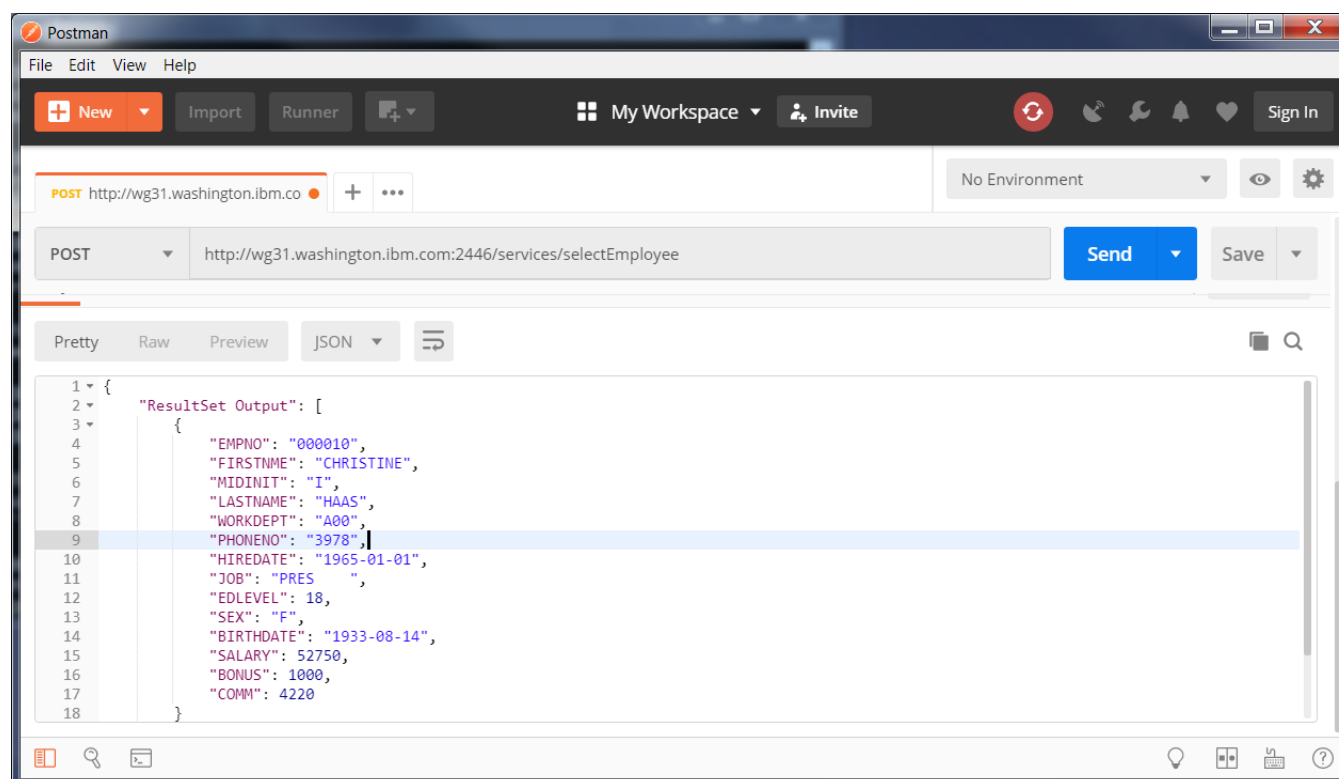 Postman
File Edit View Help
New Import Runner My Workspace Invite Sign In
POST http://wg31.washington.ibm.co No Environment
POST http://wg31.washington.ibm.com:2446/services/selectEmployee Send Save
Pretty Raw Preview JSON
1 {
2 "ResultSet Output": [
3 {
4 "EMPNO": "000010",
5 "FIRSTNME": "CHRISTINE",
6 "MIDINIT": "I",
7 "LASTNAME": "HAAS",
8 "WORKDEPT": "A00",
9 "PHONENO": "3978",
10 "HIREDATE": "1965-01-01",
11 "JOB": "PRES    ",
12 "EDLEVEL": 18,
13 "SEX": "F",
14 "BIRTHDATE": "1933-08-14",
15 "SALARY": 52750,
16 "BONUS": 1000,
17 "COMM": 4220
18 }